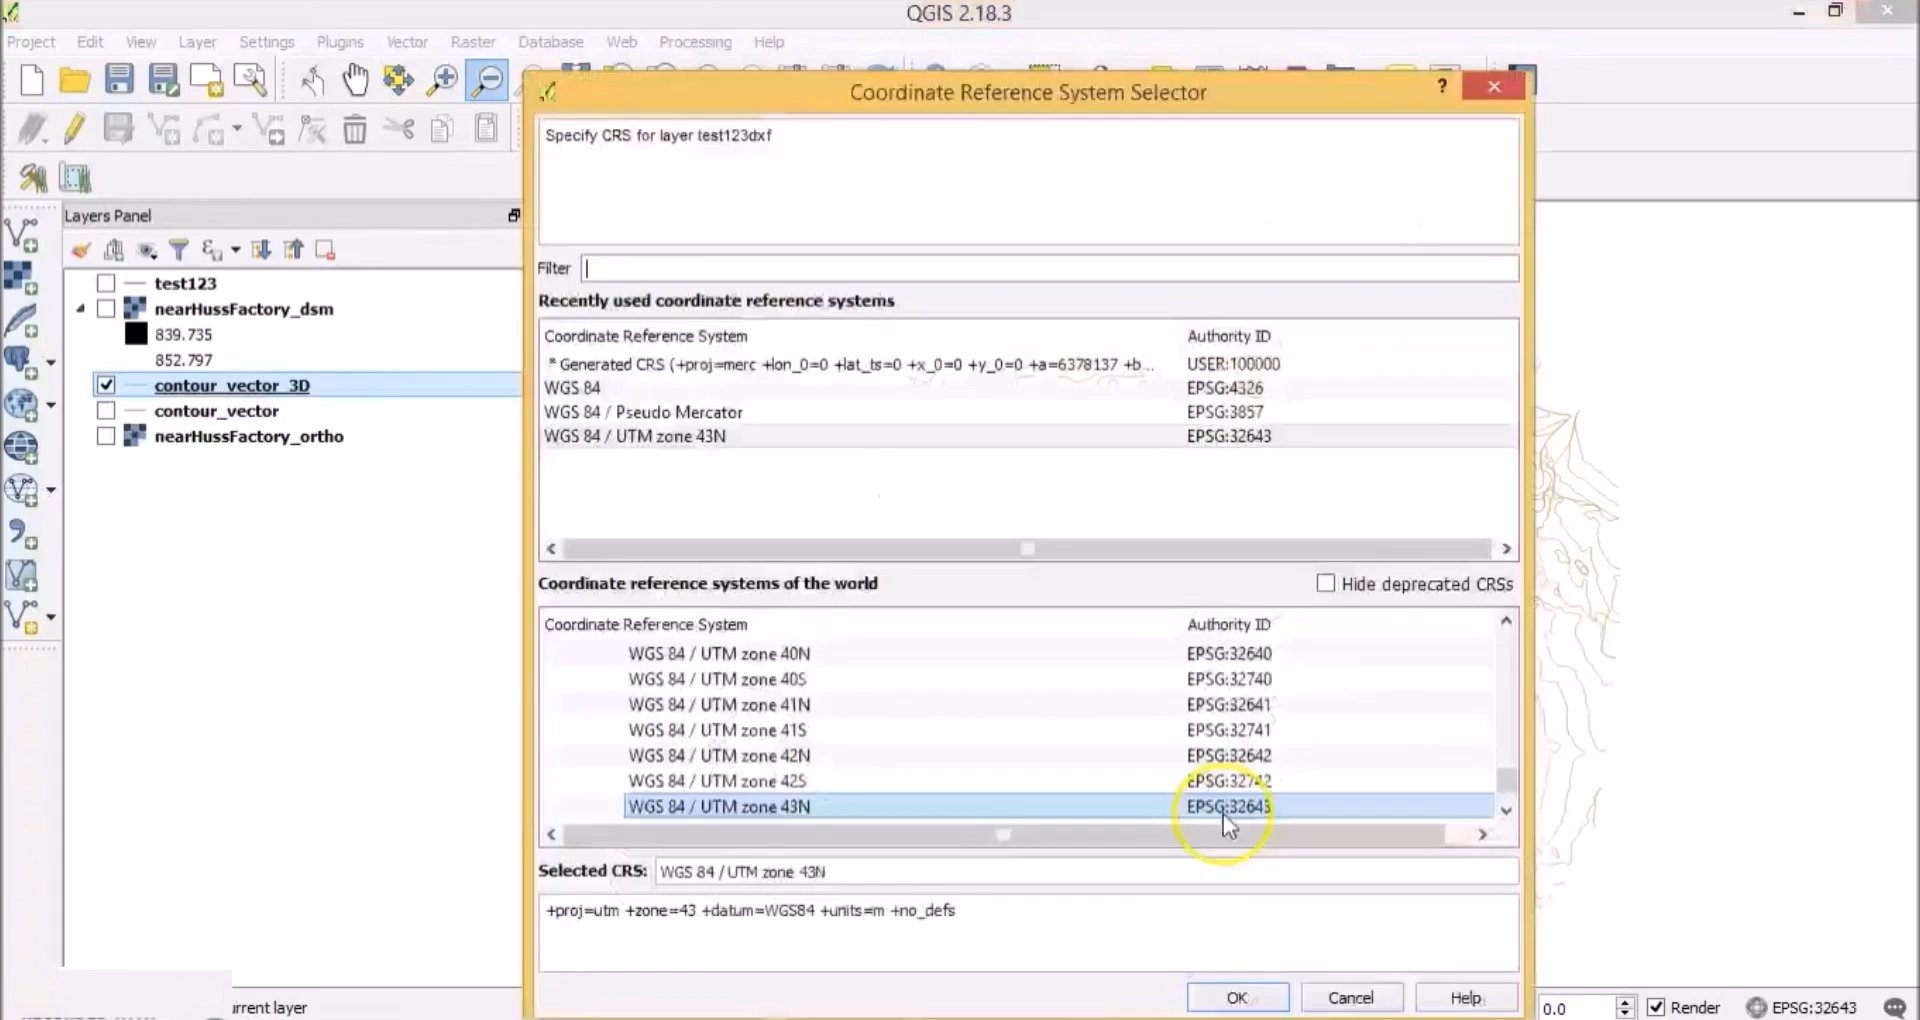 QGIS 2.18.3
Project Edit View Layer Settings Plugins Vector Raster Database Web Processing Help
Coordinate Reference System Selector
?
Specify CRS for layer test123dxf
Layers Panel
test123
nearHussFactory_dsm
839.735
852.797
contour_vector_3D
contour_vector
nearHussFactory_ortho
Filter
Recently used coordinate reference systems
Coordinate Reference System Authority ID
* Generated CRS (+proj=merc +lon_0=0 +lat_ts=0 +x_0=0 +y_0=0 +a=6378137 +b... USER:100000
WGS 84 EPSG:4326
WGS 84 / Pseudo Mercator EPSG:3857
WGS 84 / UTM zone 43N EPSG:32643
Coordinate reference systems of the world Hide deprecated CRSs
Coordinate Reference System Authority ID
WGS 84 / UTM zone 40N EPSG:32640
WGS 84 / UTM zone 40S EPSG:32740
WGS 84 / UTM zone 41N EPSG:32641
WGS 84 / UTM zone 41S EPSG:32741
WGS 84 / UTM zone 42N EPSG:32642
WGS 84 / UTM zone 42S EPSG:32742
WGS 84 / UTM zone 43N EPSG:32643
Selected CRS: WGS 84 / UTM zone 43N
+proj=utm +zone=43 +datum=WGS84 +units=m +no_defs
OK Cancel Help
urrent layer 0.0 Render EPSG:32643